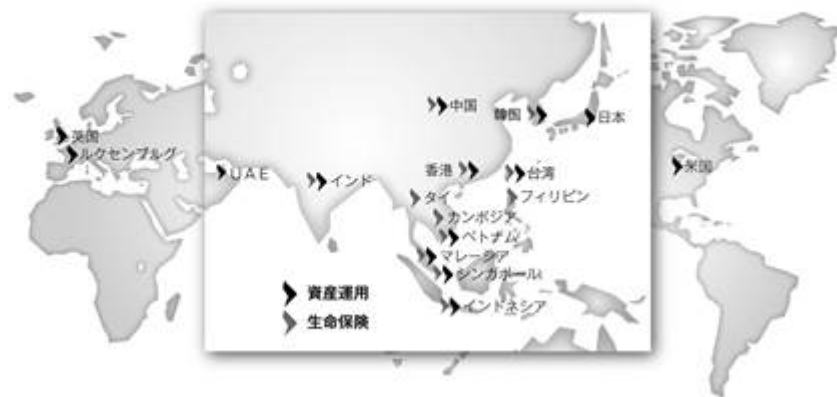 中国
韓国
日本
英国
ルクセンブルグ
UAE
インド
香港
台湾
米国
タイ
フィリピン
カンボジア
ベトナム
マレーシア
シンガポール
インドネシア
資産運用
生命保険